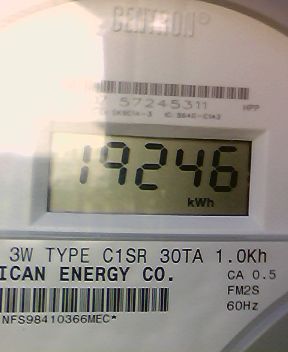 CENTRON®
57245311 HPP
19246
kWh
3W TYPE C1SR 30TA 1.0Kh
ICAN ENERGY CO. CA 0.5
FM2S
NFS98410366MEC* 60Hz